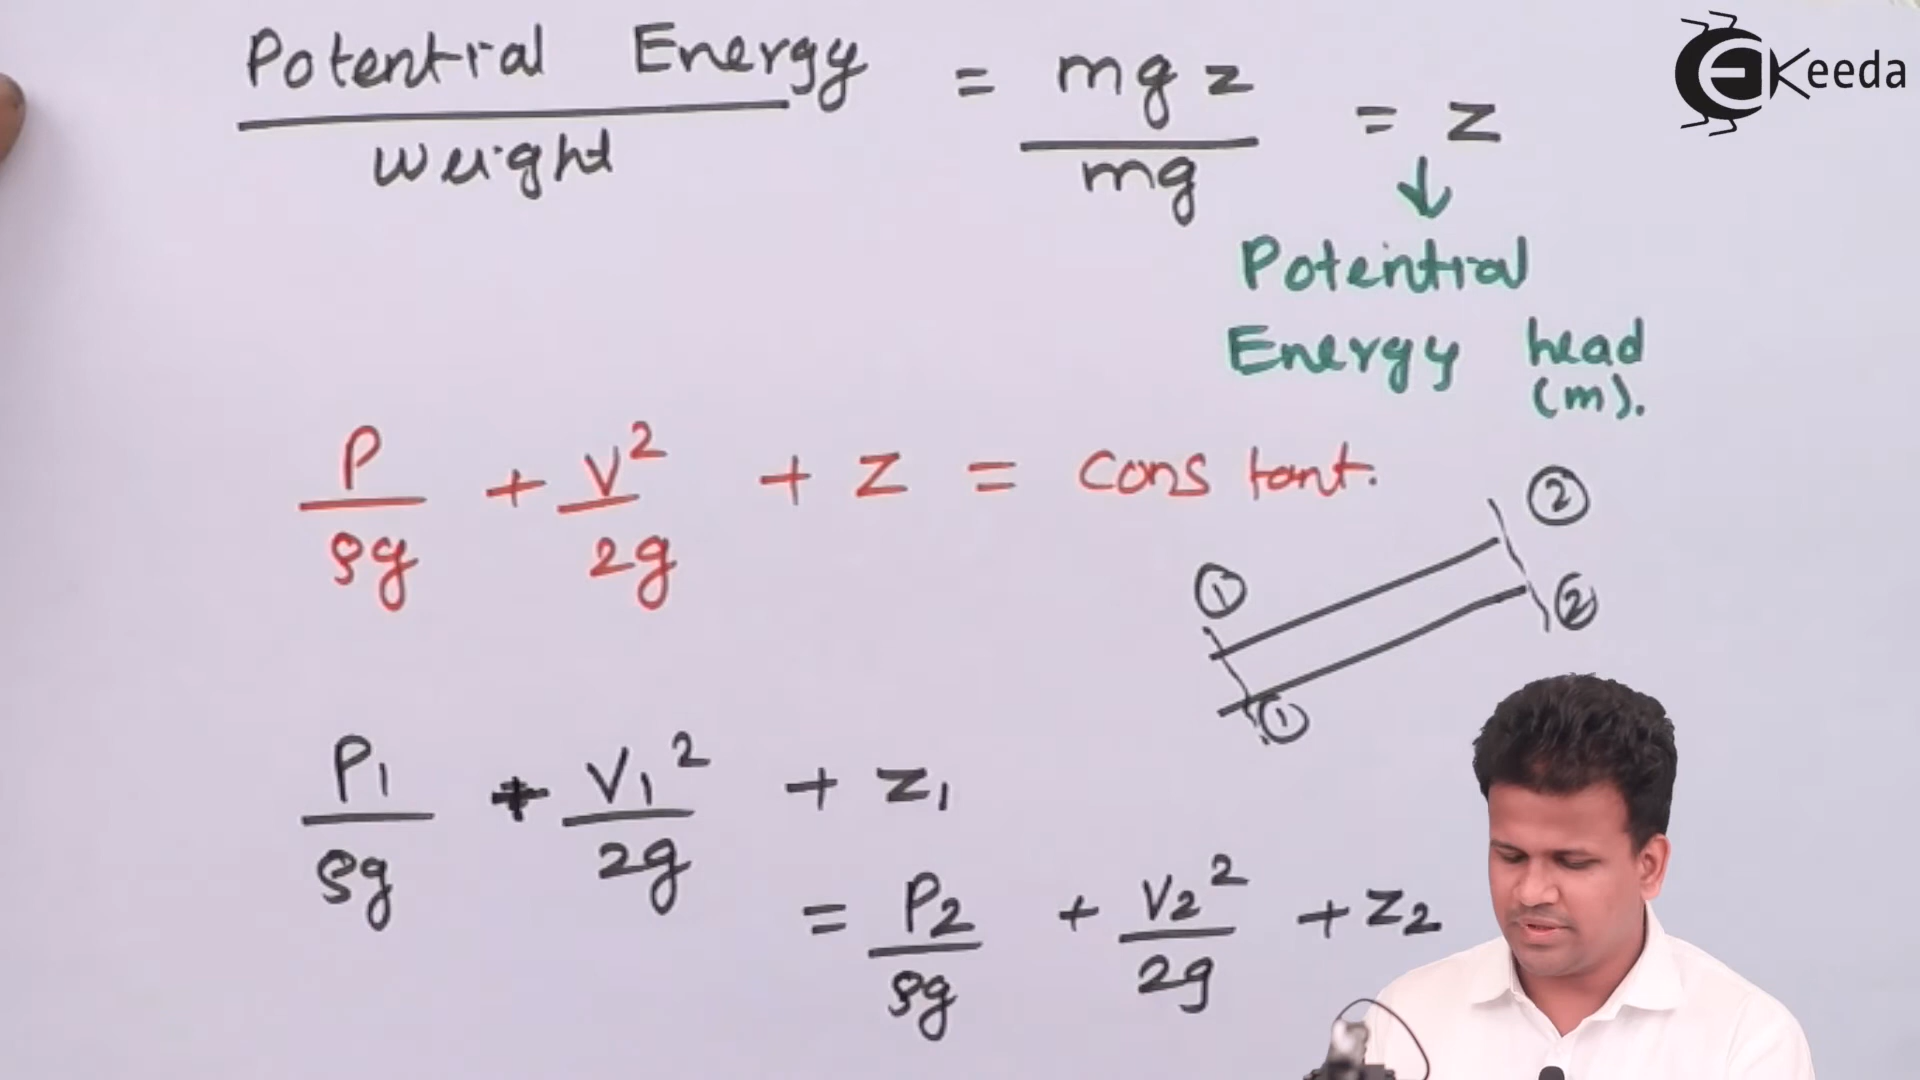 Potential Energy / Weight = mgz / mg = z
↓
Potential
Energy head
(m).
P/ρg + V²/2g + z = constant.
② 
① ②
①
P₁/ρg + V₁²/2g + z₁
= P₂/ρg + V₂²/2g + z₂
EKeeda